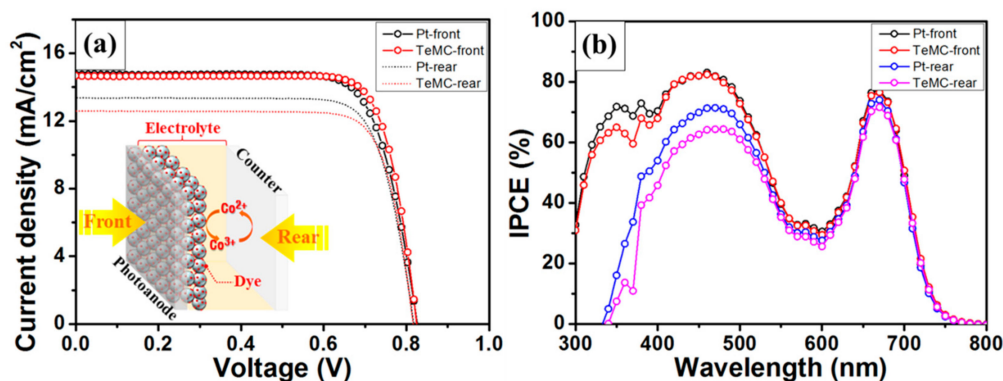 (a)
Pt-front
TeMC-front
Pt-rear
TeMC-rear
Current density (mA/cm²)
16
12
8
4
0
0.0 0.2 0.4 0.6 0.8 1.0
Voltage (V)
Electrolyte
Counter
Front
Co²⁺
Co³⁺
Rear
Dye
Photoanode
(b)
Pt-front
TeMC-front
Pt-rear
TeMC-rear
IPCE (%)
100
80
60
40
20
0
300 400 500 600 700 800
Wavelength (nm)